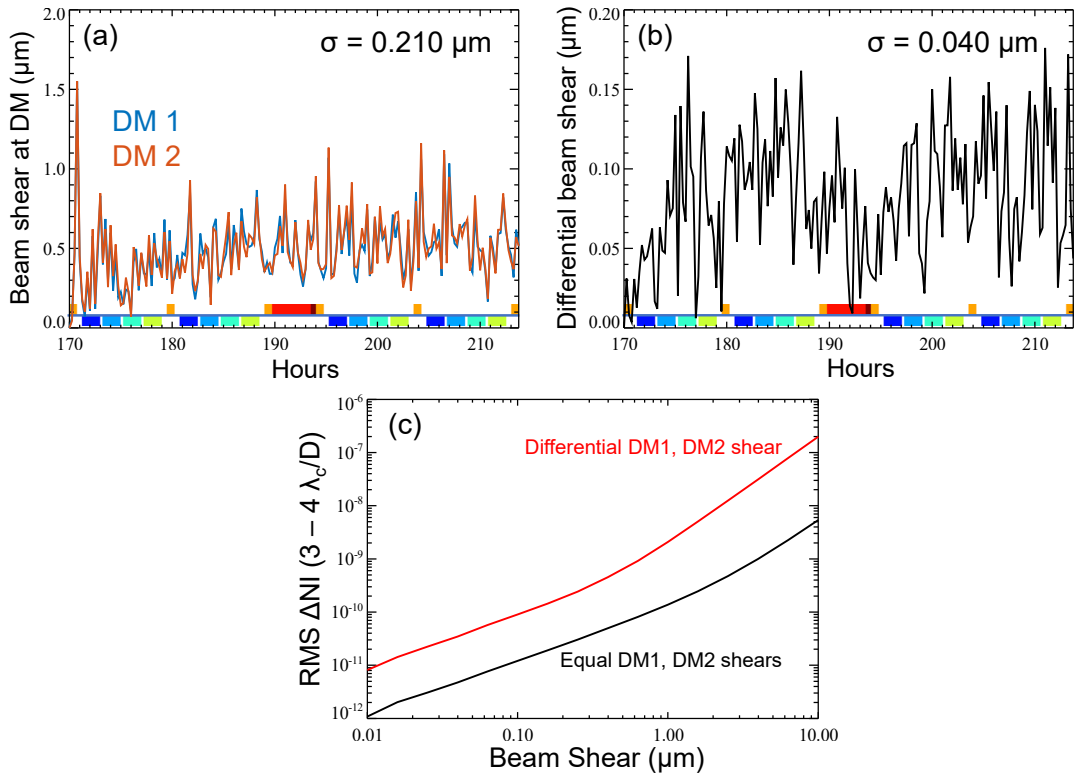 (a)
σ = 0.210 μm
DM 1
DM 2
Beam shear at DM (μm)
2.0
1.5
1.0
0.5
0.0
170
180
190
200
210
Hours
(b)
σ = 0.040 μm
Differential beam shear (μm)
0.20
0.15
0.10
0.05
0.00
170
180
190
200
210
Hours
(c)
Differential DM1, DM2 shear
Equal DM1, DM2 shears
RMS ΔNI (3 – 4 λc/D)
10-6
10-7
10-8
10-9
10-10
10-11
10-12
0.01
0.10
1.00
10.00
Beam Shear (μm)